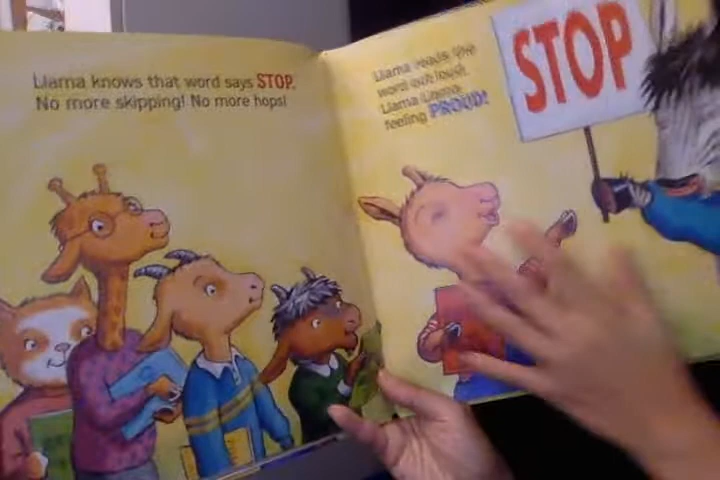 Llama knows that word says STOP.
No more skipping! No more hops!
Llama reads the
word out loud.
Llama Llama
feeling PROUD!
STOP